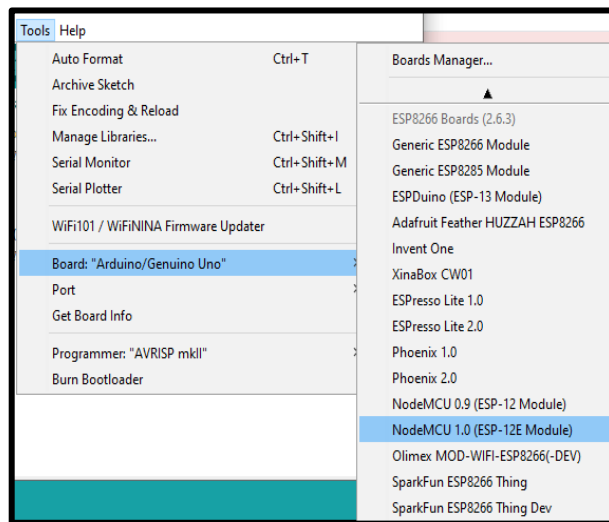 Tools Help
Auto Format Ctrl+T
Archive Sketch
Fix Encoding & Reload
Manage Libraries... Ctrl+Shift+I
Serial Monitor Ctrl+Shift+M
Serial Plotter Ctrl+Shift+L
WiFi101 / WiFiNINA Firmware Updater
Board: "Arduino/Genuino Uno"
Port
Get Board Info
Programmer: "AVRISP mkII"
Burn Bootloader
Boards Manager...
ESP8266 Boards (2.6.3)
Generic ESP8266 Module
Generic ESP8285 Module
ESPDuino (ESP-13 Module)
Adafruit Feather HUZZAH ESP8266
Invent One
XinaBox CW01
ESPresso Lite 1.0
ESPresso Lite 2.0
Phoenix 1.0
Phoenix 2.0
NodeMCU 0.9 (ESP-12 Module)
NodeMCU 1.0 (ESP-12E Module)
Olimex MOD-WIFI-ESP8266(-DEV)
SparkFun ESP8266 Thing
SparkFun ESP8266 Thing Dev